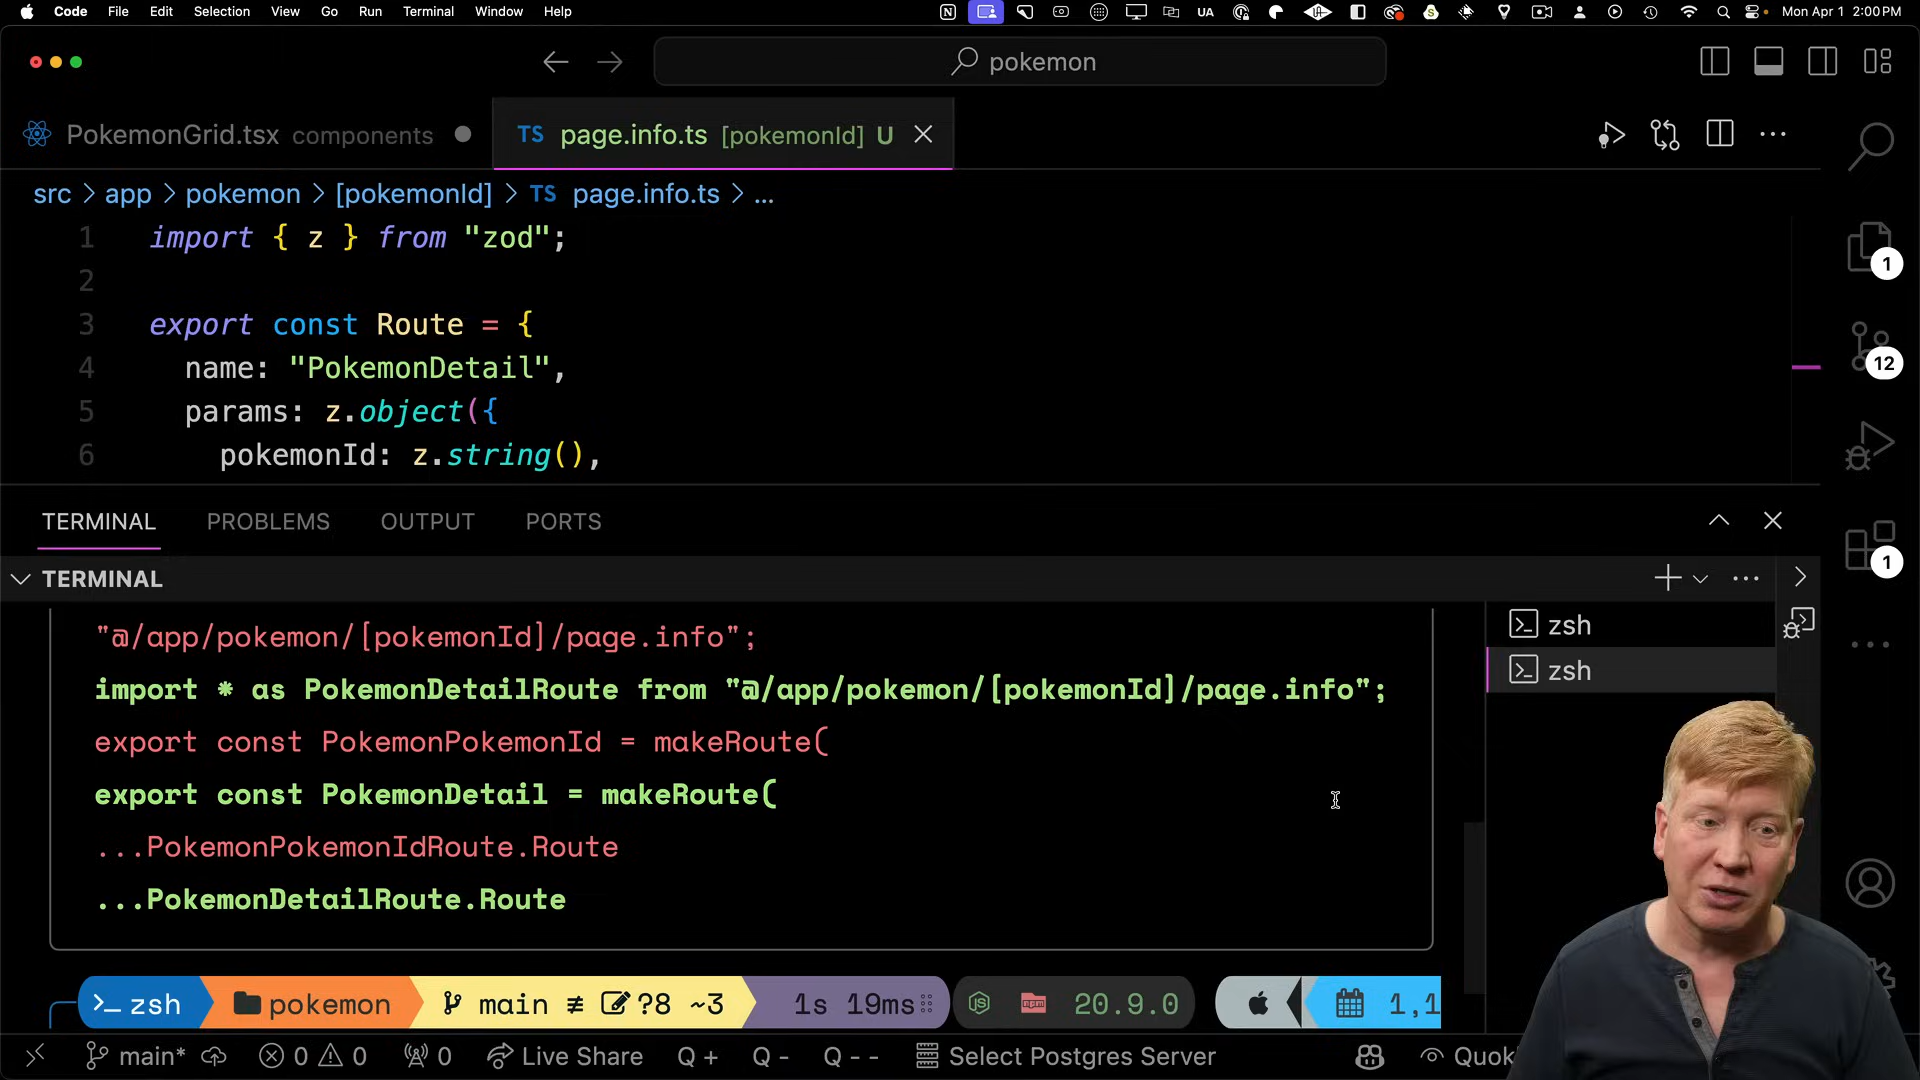 Code File Edit Selection View Go Run Terminal Window Help
UA Mon Apr 1 2:00 PM
pokemon
PokemonGrid.tsx components
TS page.info.ts [pokemonId] U
src > app > pokemon > [pokemonId] > TS page.info.ts > ...
1 import { z } from "zod";
2
3 export const Route = {
4 name: "PokemonDetail",
5 params: z.object({
6 pokemonId: z.string(),
1
12
1
TERMINAL PROBLEMS OUTPUT PORTS
TERMINAL
"@/app/pokemon/[pokemonId]/page.info";
import * as PokemonDetailRoute from "@/app/pokemon/[pokemonId]/page.info";
export const PokemonPokemonId = makeRoute(
export const PokemonDetail = makeRoute(
...PokemonPokemonIdRoute.Route
...PokemonDetailRoute.Route
zsh
zsh
>_ zsh pokemon main ≢ ?8 ~3 1s 19ms npm 20.9.0 1,1
main* 0 0 0 Live Share Q + Q - Q - - Select Postgres Server Quok